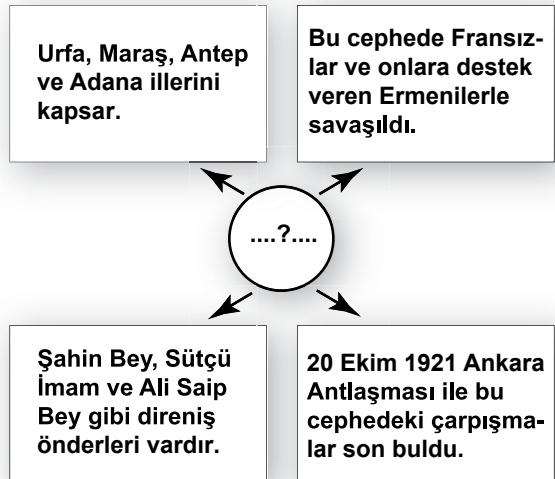 Urfa, Maraş, Antep
ve Adana illerini
kapsar.
Bu cephede Fransız-
lar ve onlara destek
veren Ermenilerle
savaşıldı.
....?....
Şahin Bey, Sütçü
İmam ve Ali Saip
Bey gibi direniş
önderleri vardır.
20 Ekim 1921 Ankara
Antlaşması ile bu
cephedeki çarpışma-
lar son buldu.